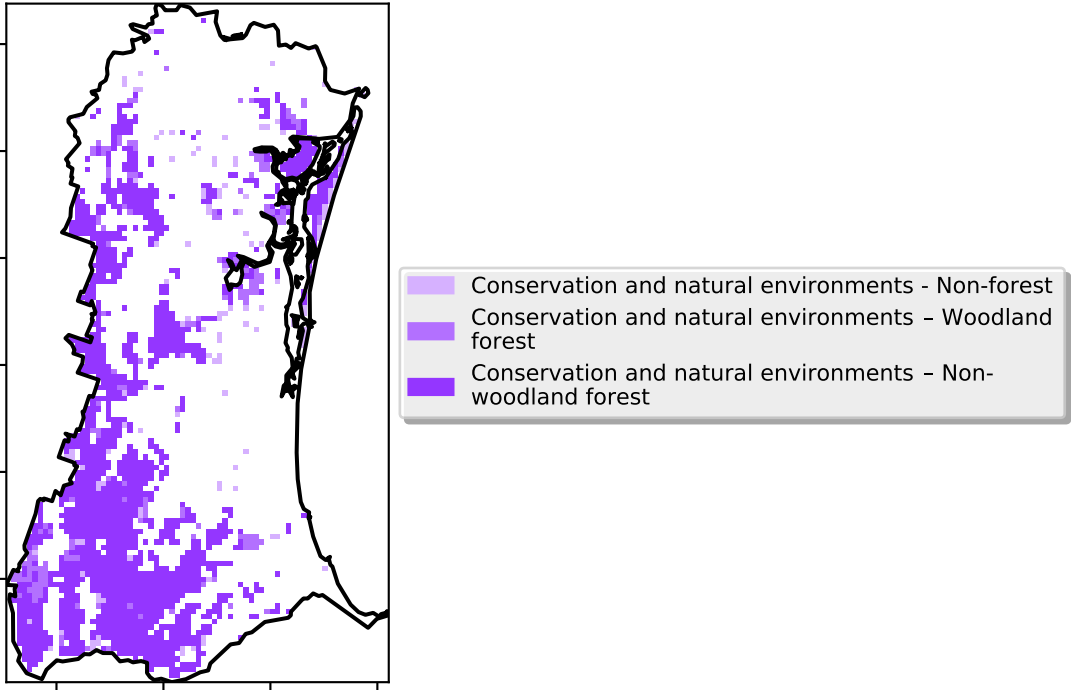 Conservation and natural environments - Non-forest
Conservation and natural environments – Woodland
forest
Conservation and natural environments – Non-
woodland forest